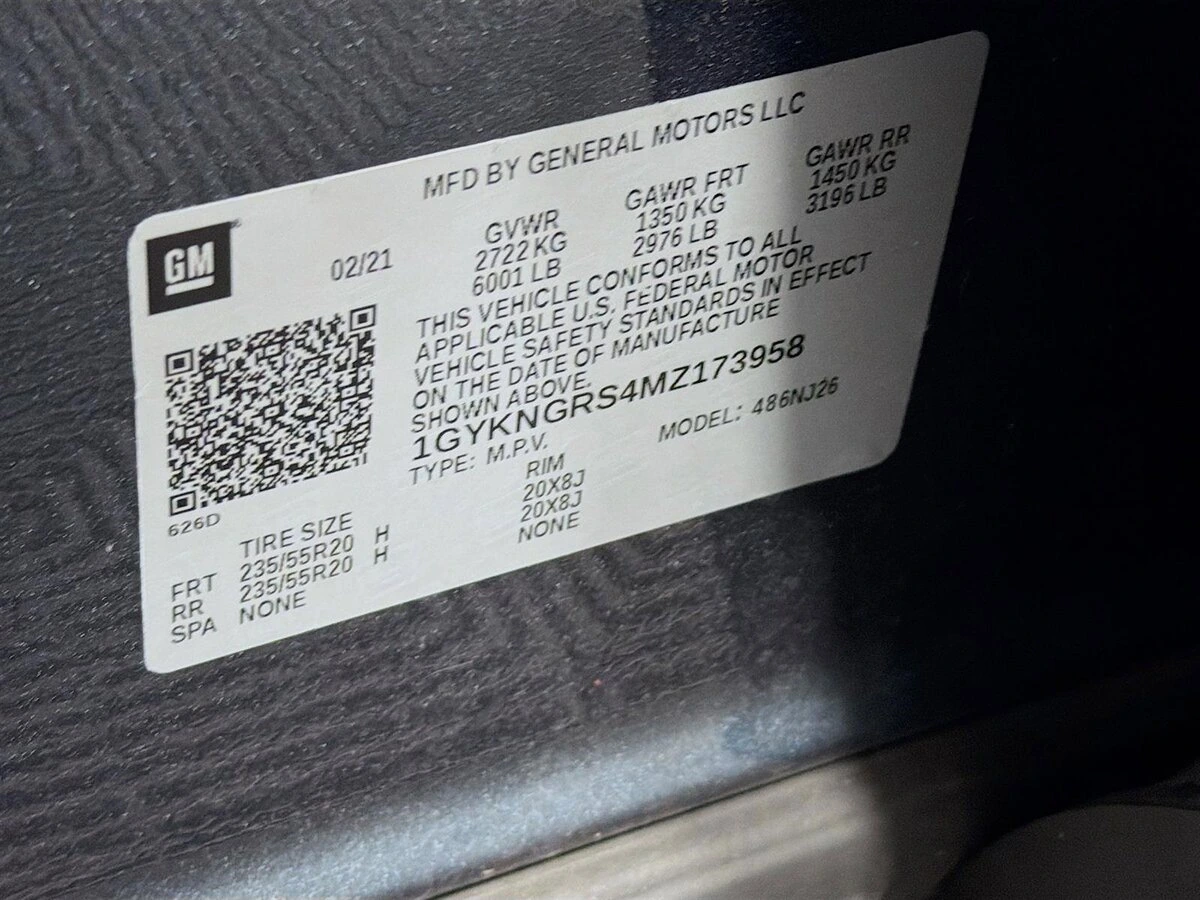 MFD BY GENERAL MOTORS LLC
GM
02/21
GVWR
2722 KG
6001 LB
GAWR FRT
1350 KG
2976 LB
GAWR RR
1450 KG
3196 LB
THIS VEHICLE CONFORMS TO ALL
APPLICABLE U.S. FEDERAL MOTOR
VEHICLE SAFETY STANDARDS IN EFFECT
ON THE DATE OF MANUFACTURE
SHOWN ABOVE.
1GYKNGRS4MZ173958
TYPE: M.P.V.
MODEL: 486NJ26
626D
TIRE SIZE
RIM
FRT 235/55R20 H 20X8J
RR 235/55R20 H 20X8J
SPA NONE NONE